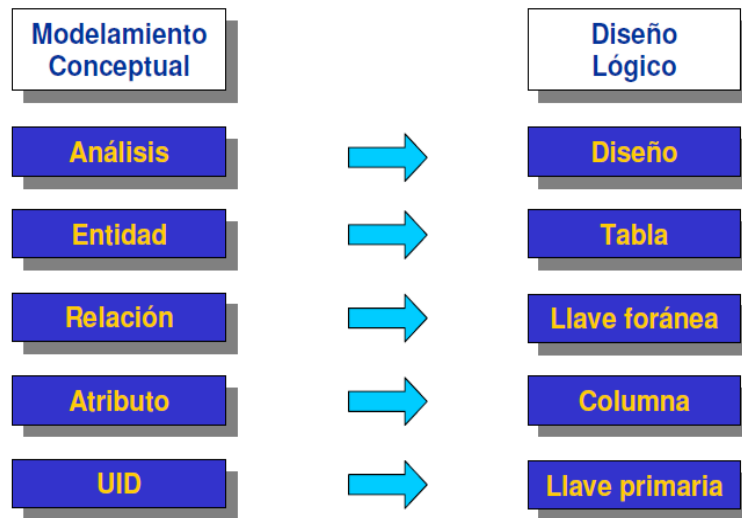 Modelamiento
Conceptual
Diseño
Lógico
Análisis
Diseño
Entidad
Tabla
Relación
Llave foránea
Atributo
Columna
UID
Llave primaria